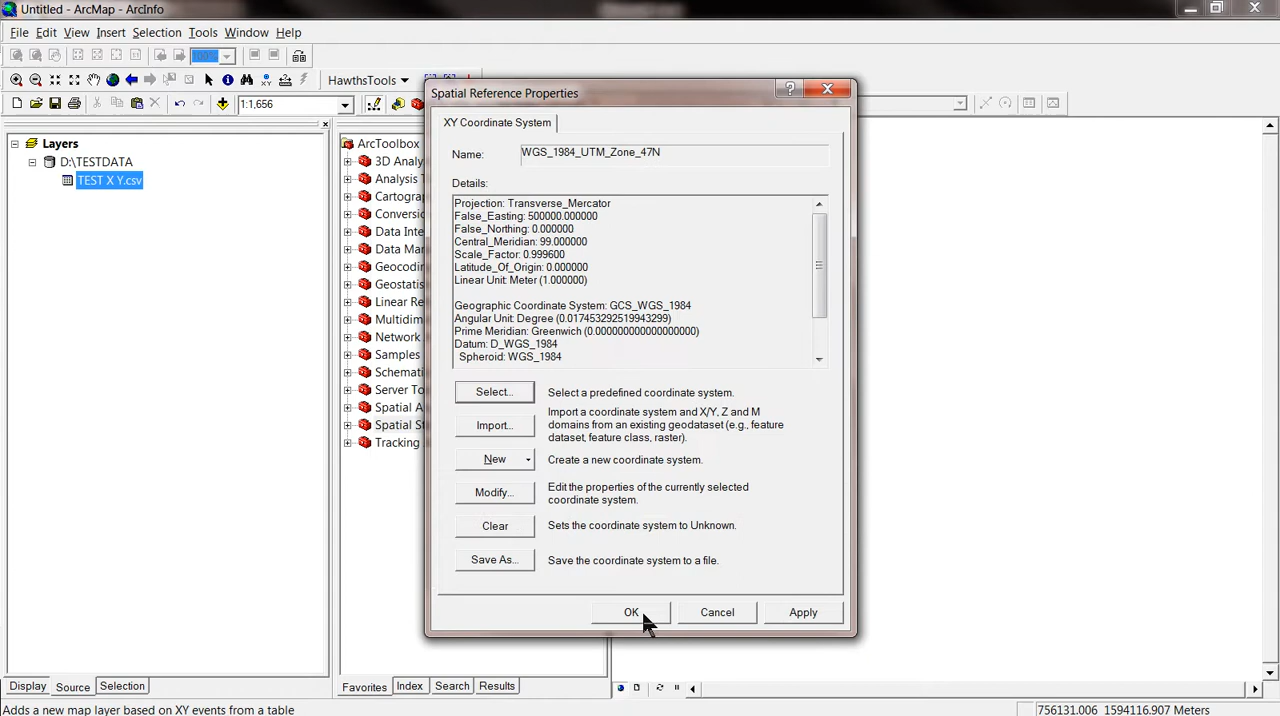 Untitled - ArcMap - ArcInfo
File Edit View Insert Selection Tools Window Help
100%
HawthsTools
1:1,656
Layers
D:\TESTDATA
TEST X Y.csv
ArcToolbox
3D Analy
Analysis T
Cartograp
Conversio
Data Inte
Data Man
Geocodin
Geostatis
Linear Re
Multidim
Network
Samples
Schemati
Server To
Spatial A
Spatial St
Tracking
Spatial Reference Properties
XY Coordinate System
Name: WGS_1984_UTM_Zone_47N
Details:
Projection: Transverse_Mercator
False_Easting: 500000.000000
False_Northing: 0.000000
Central_Meridian: 99.000000
Scale_Factor: 0.999600
Latitude_Of_Origin: 0.000000
Linear Unit: Meter (1.000000)
Geographic Coordinate System: GCS_WGS_1984
Angular Unit: Degree (0.017453292519943299)
Prime Meridian: Greenwich (0.000000000000000000)
Datum: D_WGS_1984
Spheroid: WGS_1984
Select... Select a predefined coordinate system.
Import... Import a coordinate system and X/Y, Z and M
domains from an existing geodataset (e.g., feature
dataset, feature class, raster).
New Create a new coordinate system.
Modify... Edit the properties of the currently selected
coordinate system.
Clear Sets the coordinate system to Unknown.
Save As... Save the coordinate system to a file.
OK Cancel Apply
Display Source Selection
Favorites Index Search Results
Adds a new map layer based on XY events from a table
756131.006 1594116.907 Meters